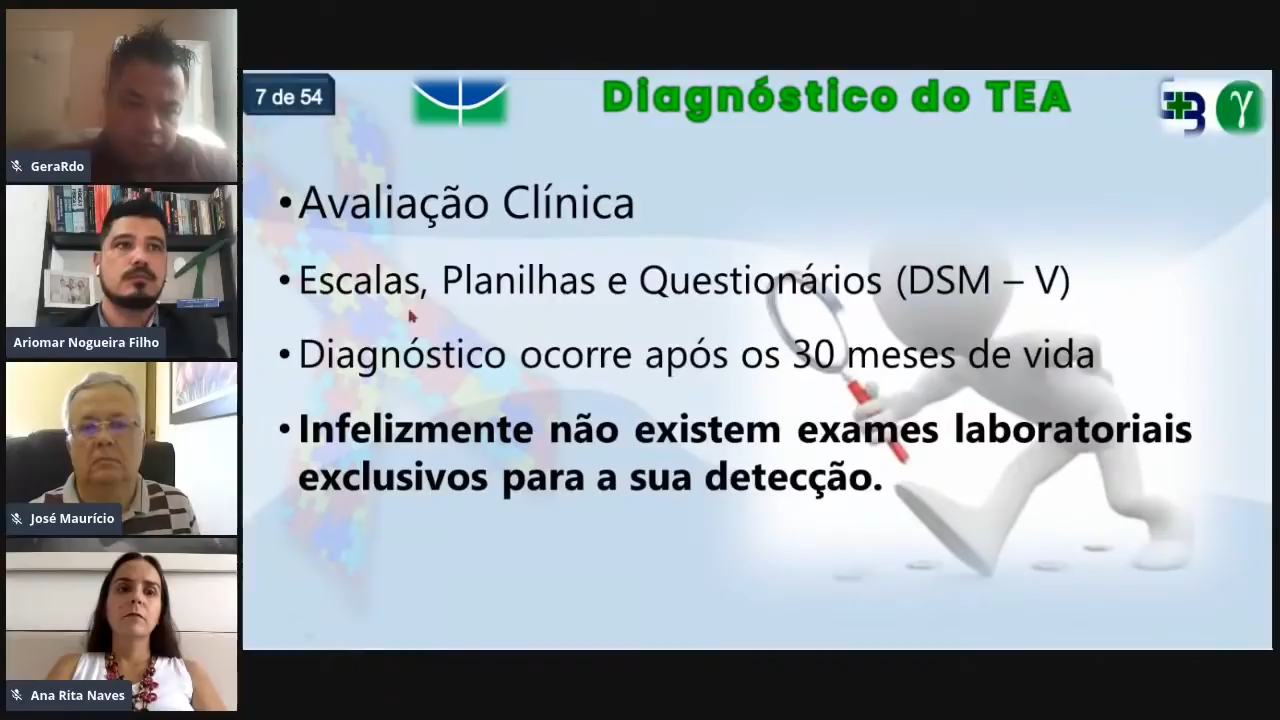 GeraRdo
Ariomar Nogueira Filho
José Maurício
Ana Rita Naves
7 de 54
Diagnóstico do TEA
B
γ
• Avaliação Clínica
• Escalas, Planilhas e Questionários (DSM – V)
• Diagnóstico ocorre após os 30 meses de vida
• Infelizmente não existem exames laboratoriais
exclusivos para a sua detecção.